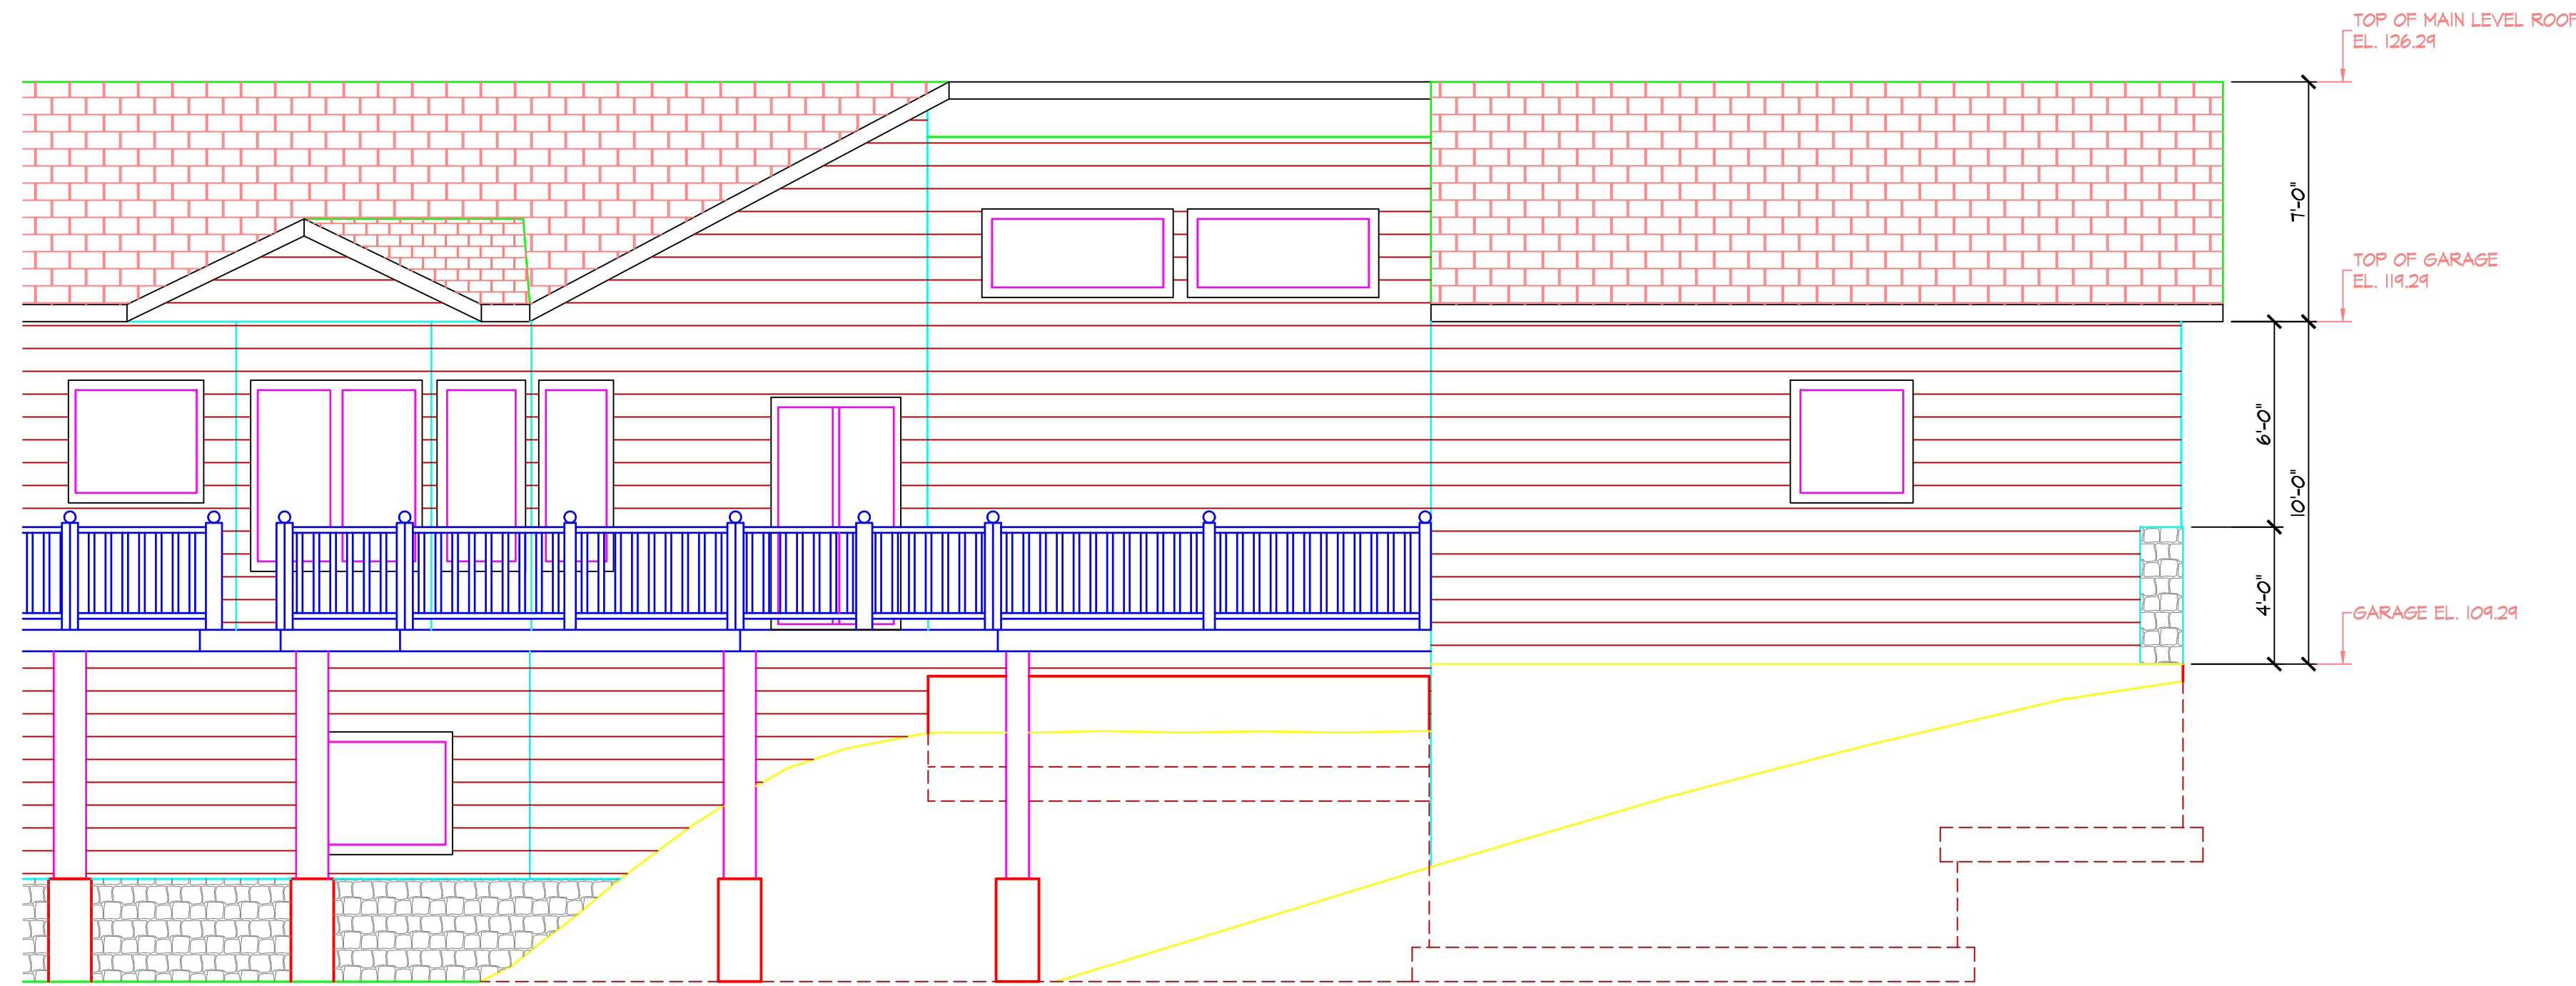 TOP OF MAIN LEVEL ROOF
EL. 126.29
7'-0"
TOP OF GARAGE
EL. 119.29
6'-0"
10'-0"
4'-0"
GARAGE EL. 109.29